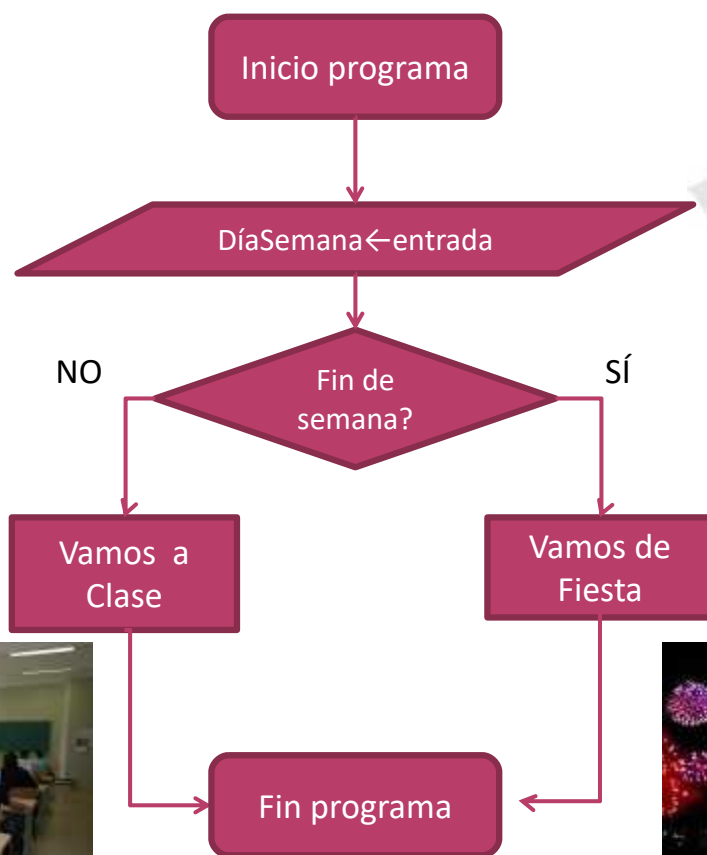 Inicio programa
DíaSemana←entrada
NO
SÍ
Fin de
semana?
Vamos a
Clase
Vamos de
Fiesta
Fin programa